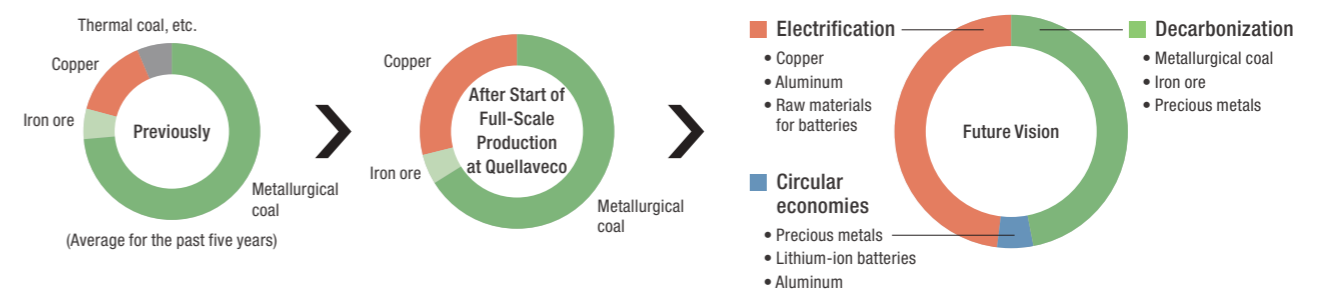 Thermal coal, etc.
Copper
Iron ore
Previously
Metallurgical
coal
(Average for the past five years)
Copper
After Start of
Full-Scale
Production
at Quellaveco
Iron ore
Metallurgical
coal
Electrification
• Copper
• Aluminum
• Raw materials
for batteries
Circular
economies
• Precious metals
• Lithium-ion batteries
• Aluminum
Future Vision
Decarbonization
• Metallurgical coal
• Iron ore
• Precious metals